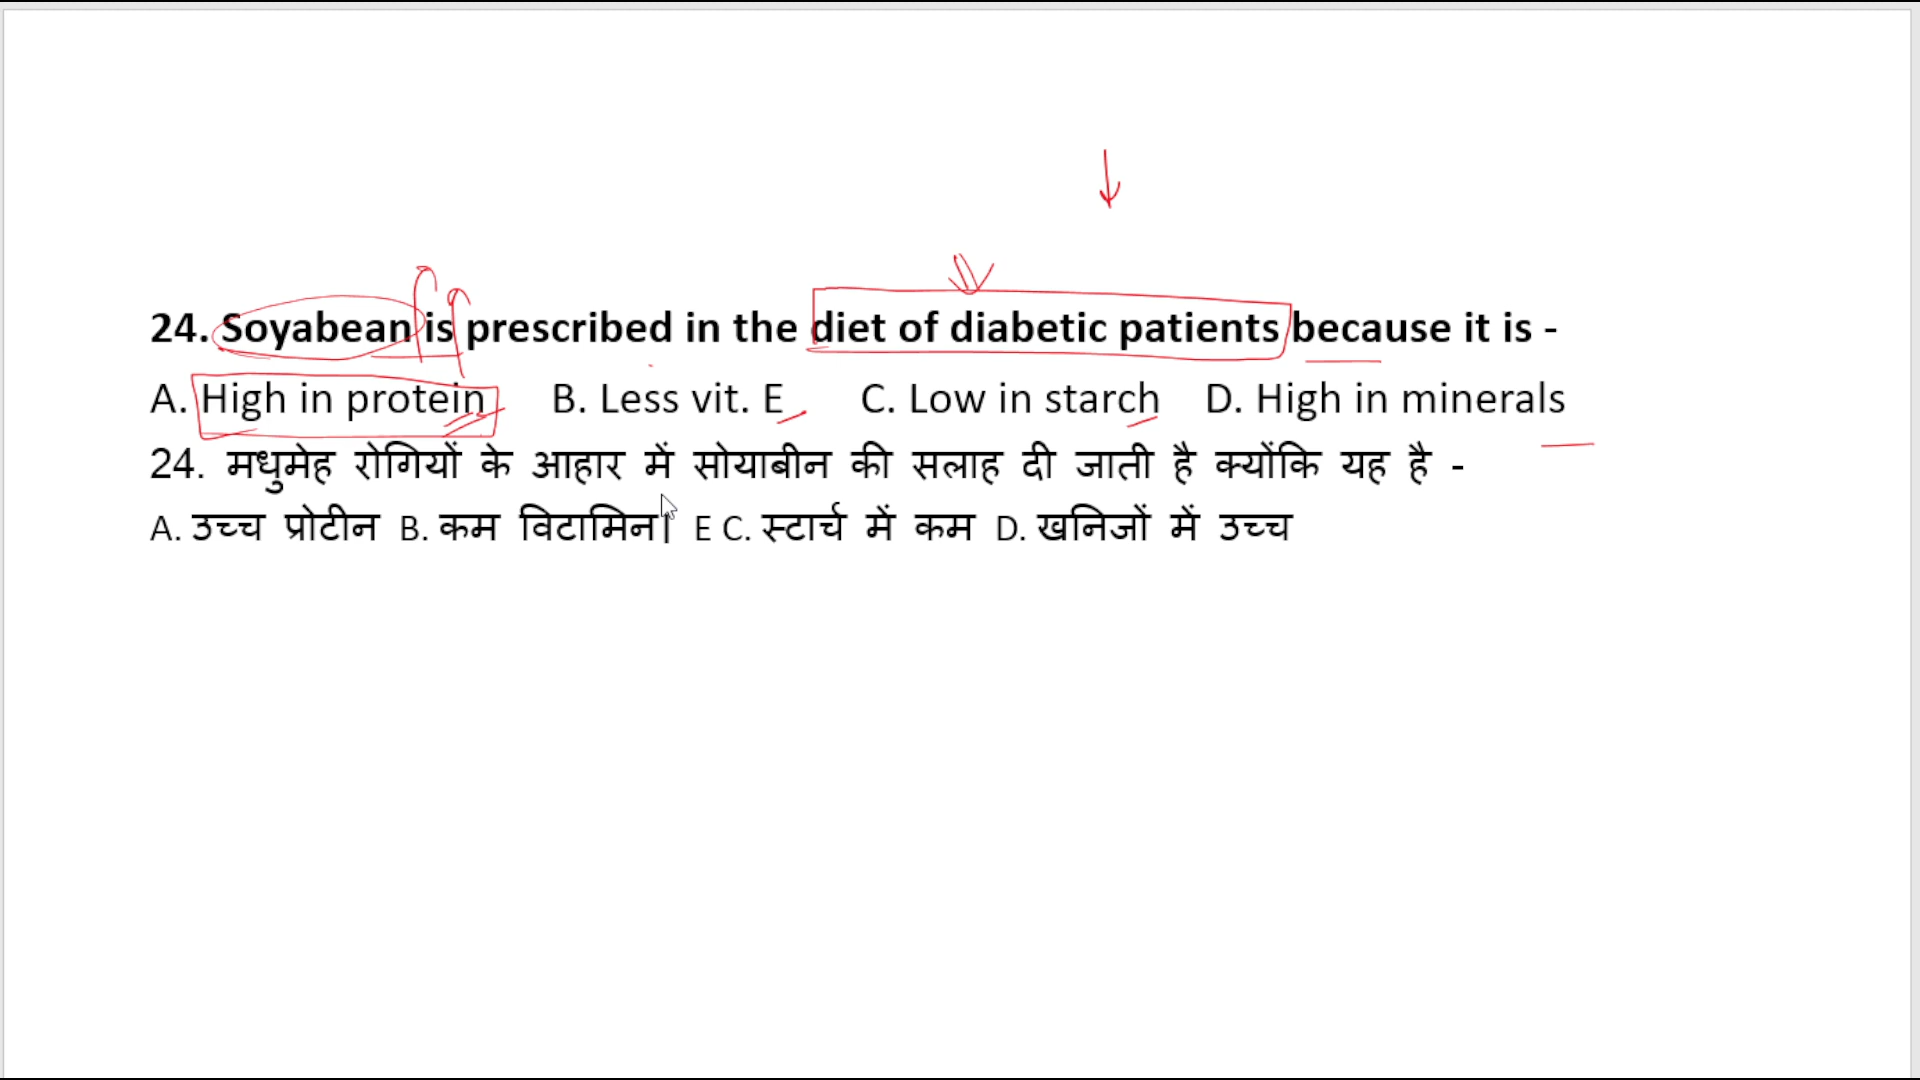 24. Soyabean is prescribed in the diet of diabetic patients because it is -
A. High in protein B. Less vit. E C. Low in starch D. High in minerals
24. मधुमेह रोगियों के आहार में सोयाबीन की सलाह दी जाती है क्योंकि यह है -
A. उच्च प्रोटीन B. कम विटामिन| E C. स्टार्च में कम D. खनिजों में उच्च